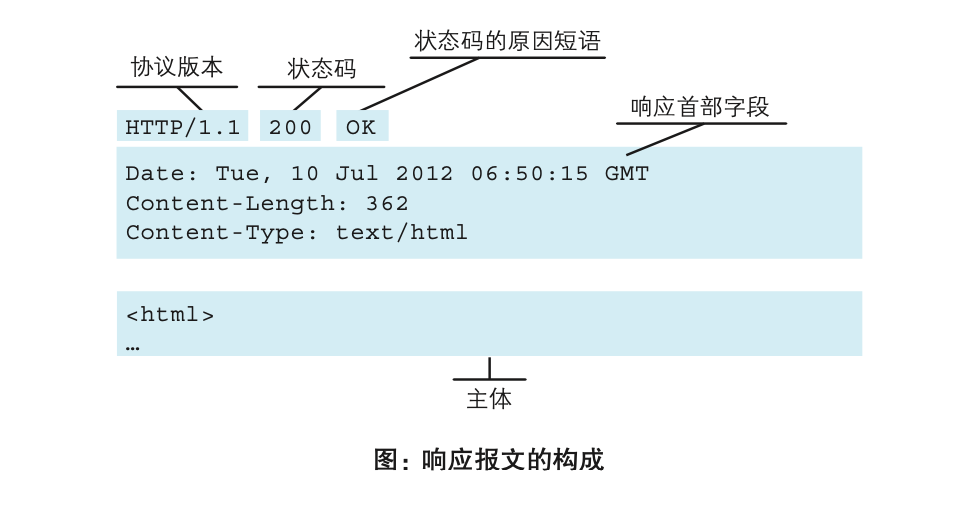 状态码的原因短语
协议版本 状态码
响应首部字段
HTTP/1.1 200 OK
Date: Tue, 10 Jul 2012 06:50:15 GMT
Content-Length: 362
Content-Type: text/html
<html>
…
主体
图：响应报文的构成